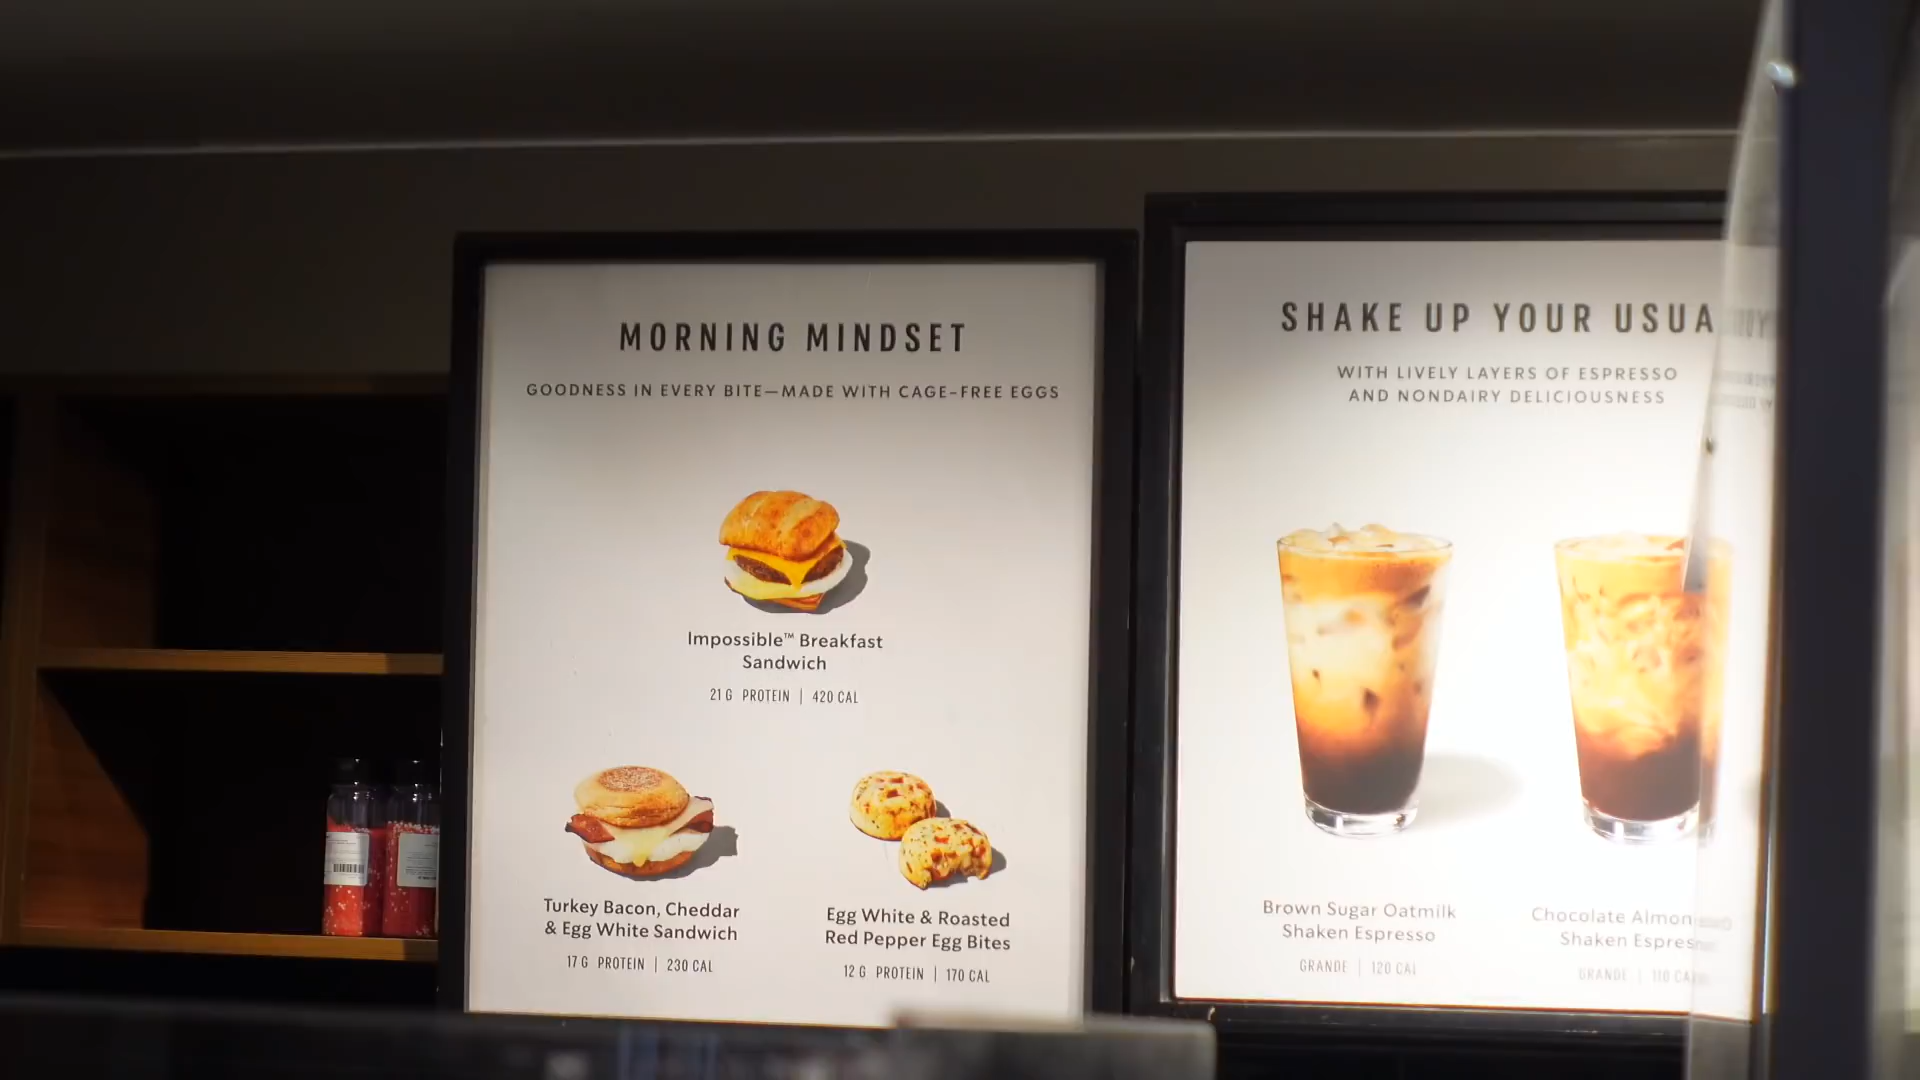 MORNING MINDSET
GOODNESS IN EVERY BITE—MADE WITH CAGE-FREE EGGS
Impossible™ Breakfast
Sandwich
21 G PROTEIN | 420 CAL
Turkey Bacon, Cheddar
& Egg White Sandwich
17 G PROTEIN | 230 CAL
Egg White & Roasted
Red Pepper Egg Bites
12 G PROTEIN | 170 CAL
SHAKE UP YOUR USUA
WITH LIVELY LAYERS OF ESPRESSO
AND NONDAIRY DELICIOUSNESS
Brown Sugar Oatmilk
Shaken Espresso
GRANDE | 120 CAL
Chocolate Almon
Shaken Espres
GRANDE | 110 CA